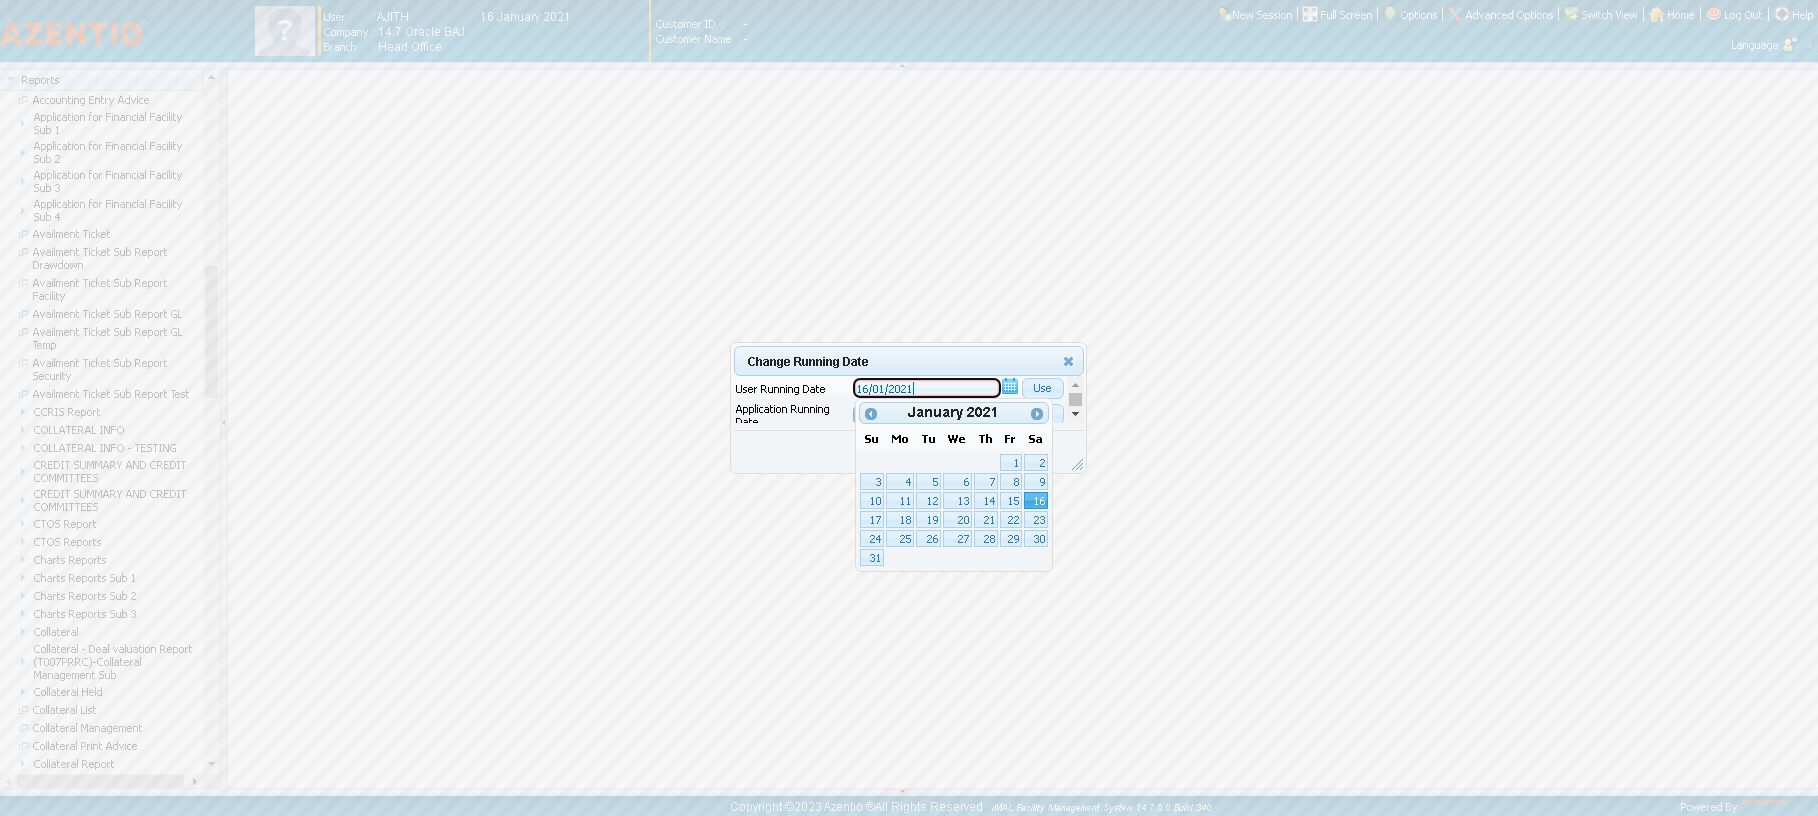 AZENTIO
User : AJITH 16 January 2021
Company : 14.7 Oracle BAJ
Branch : Head Office
Customer ID : -
Customer Name : -
New Session Full Screen Options Advanced Options Switch View Home Log Out Help
Language
Reports
Accounting Entry Advice
Application for Financial Facility
Sub 1
Application for Financial Facility
Sub 2
Application for Financial Facility
Sub 3
Application for Financial Facility
Sub 4
Availment Ticket
Availment Ticket Sub Report
Drawdown
Availment Ticket Sub Report
Facility
Availment Ticket Sub Report GL
Availment Ticket Sub Report GL
Temp
Availment Ticket Sub Report
Security
Availment Ticket Sub Report Test
CCRIS Report
COLLATERAL INFO
COLLATERAL INFO - TESTING
CREDIT SUMMARY AND CREDIT
COMMITTEES
CREDIT SUMMARY AND CREDIT
COMMITTEES
CTOS Report
CTOS Reports
Charts Reports
Charts Reports Sub 1
Charts Reports Sub 2
Charts Reports Sub 3
Collateral
Collateral - Deal valuation Report
(T007PRRC)-Collateral
Management Sub
Collateral Held
Collateral List
Collateral Management
Collateral Print Advice
Collateral Report
Change Running Date
User Running Date 16/01/2021 Use
Application Running
Date
January 2021
Su Mo Tu We Th Fr Sa
1 2
3 4 5 6 7 8 9
10 11 12 13 14 15 16
17 18 19 20 21 22 23
24 25 26 27 28 29 30
31
Copyright ©2023 Azentio ®All Rights Reserved iMAL Facility Management System 14.7.0.0 Build 340
Powered By AZENTIO